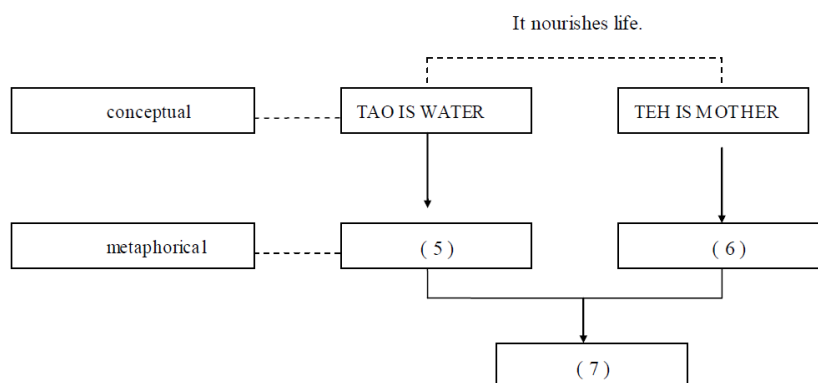 It nourishes life.
conceptual
TAO IS WATER
TEH IS MOTHER
metaphorical
( 5 )
( 6 )
( 7 )